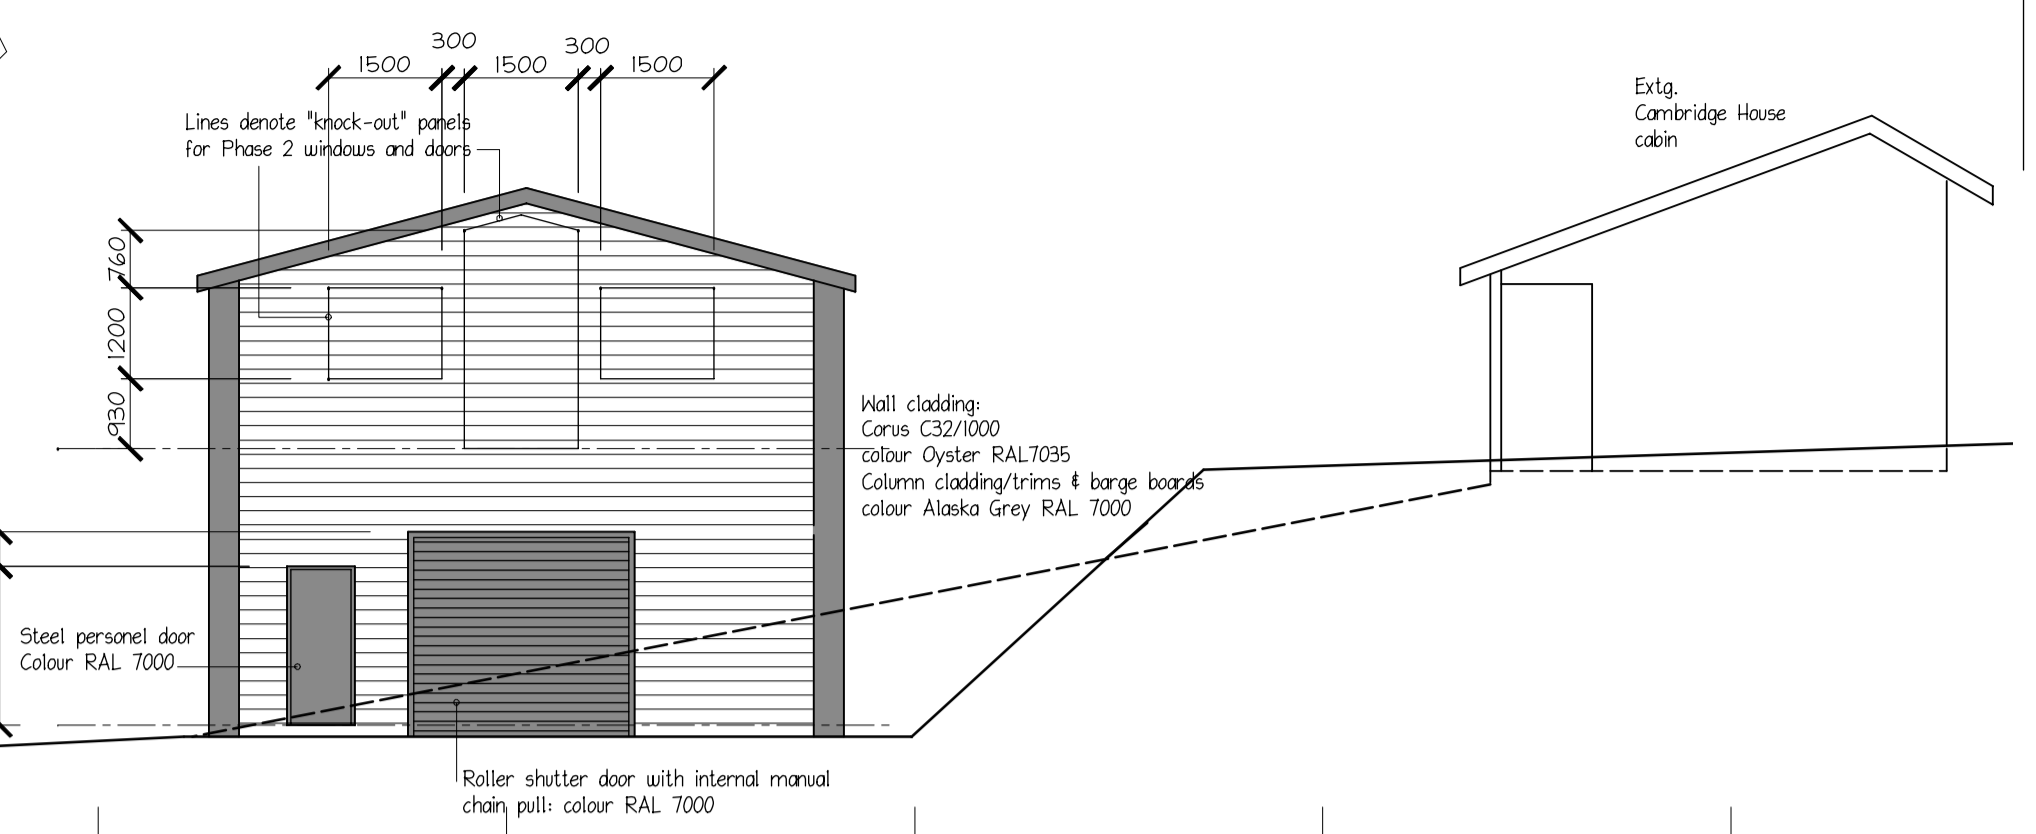 300
300
1500
1500
1500
Lines denote "knock-out" panels
for Phase 2 windows and doors
Extg.
Cambridge House
cabin
760
1200
930
Wall cladding:
Corus C32/1000
colour Oyster RAL7035
Column cladding/trims & barge boards
colour Alaska Grey RAL 7000
Steel personel door
Colour RAL 7000
Roller shutter door with internal manual
chain pull: colour RAL 7000